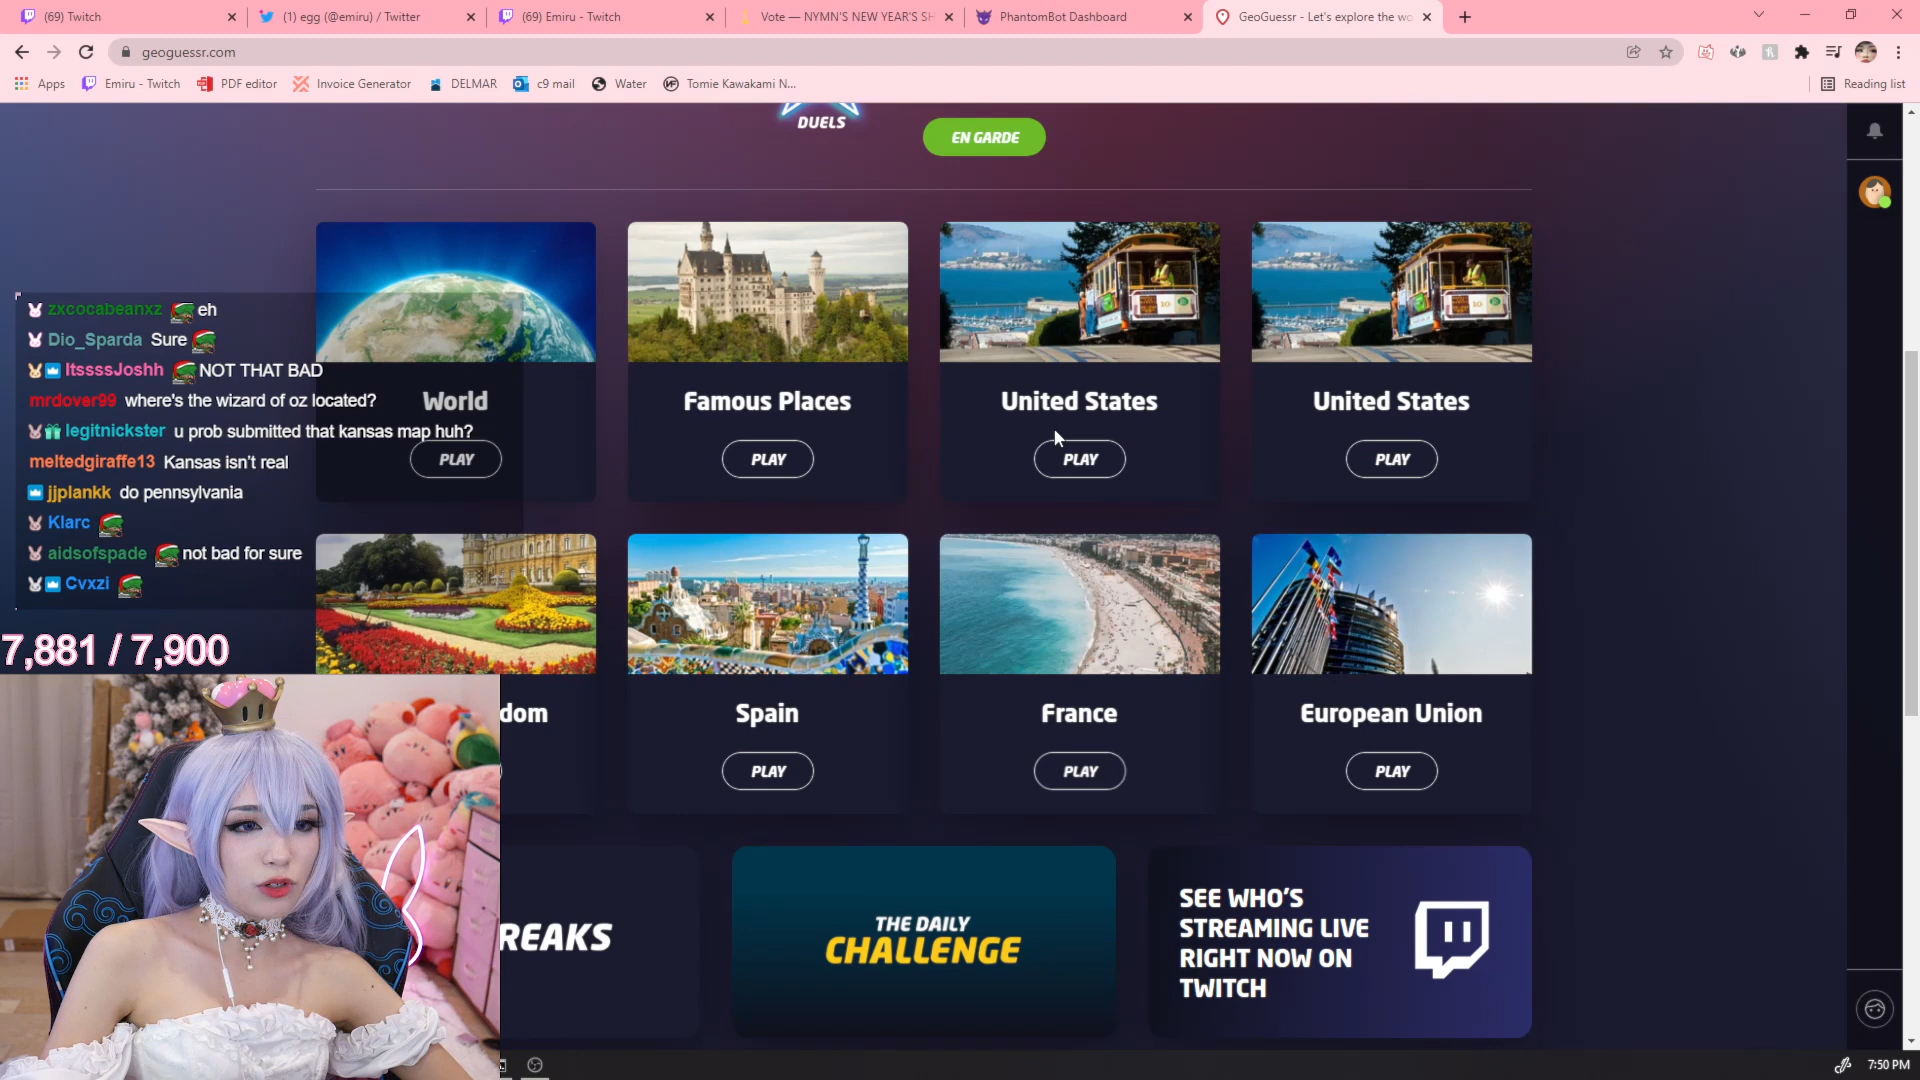 (69) Twitch
(1) egg (@emiru) / Twitter
(69) Emiru - Twitch
Vote — NYMN'S NEW YEAR'S SH
PhantomBot Dashboard
GeoGuessr - Let's explore the wo
geoguessr.com
Apps
Emiru - Twitch
PDF editor
Invoice Generator
DELMAR
c9 mail
Water
Tomie Kawakami N...
Reading list
DUELS
EN GARDE
zxcocabeanxz eh
Dio_Sparda Sure
ItssssJoshh NOT THAT BAD
mrdover99 where's the wizard of oz located?
legitnickster u prob submitted that kansas map huh?
meltedgiraffe13 Kansas isn't real
jjplankk do pennsylvania
Klarc
aidsofspade not bad for sure
Cvxzi
7,881 / 7,900
World
PLAY
Famous Places
PLAY
United States
PLAY
10
United States
PLAY
10
dom
Spain
PLAY
France
PLAY
European Union
PLAY
REAKS
THE DAILY
CHALLENGE
SEE WHO'S
STREAMING LIVE
RIGHT NOW ON
TWITCH
7:50 PM